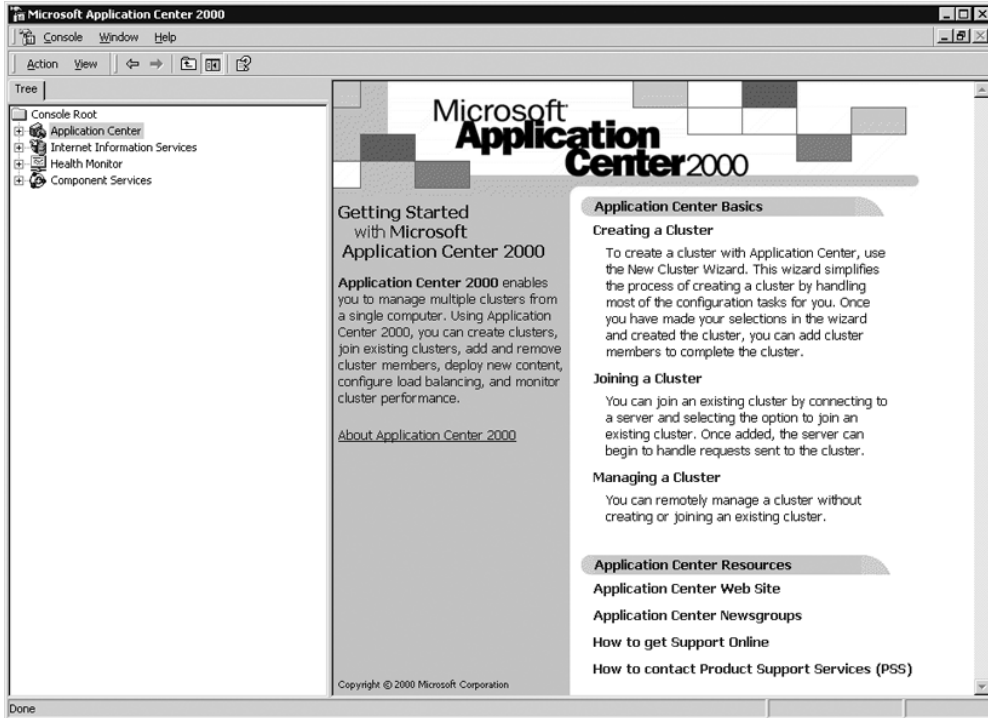 Microsoft Application Center 2000
Console Window Help
Action View
Tree
Console Root
Application Center
Internet Information Services
Health Monitor
Component Services
Microsoft
Application
Center 2000
Getting Started
with Microsoft
Application Center 2000
Application Center 2000 enables
you to manage multiple clusters from
a single computer. Using Application
Center 2000, you can create clusters,
join existing clusters, add and remove
cluster members, deploy new content,
configure load balancing, and monitor
cluster performance.
About Application Center 2000
Copyright © 2000 Microsoft Corporation
Application Center Basics
Creating a Cluster
To create a cluster with Application Center, use
the New Cluster Wizard. This wizard simplifies
the process of creating a cluster by handling
most of the configuration tasks for you. Once
you have made your selections in the wizard
and created the cluster, you can add cluster
members to complete the cluster.
Joining a Cluster
You can join an existing cluster by connecting to
a server and selecting the option to join an
existing cluster. Once added, the server can
begin to handle requests sent to the cluster.
Managing a Cluster
You can remotely manage a cluster without
creating or joining an existing cluster.
Application Center Resources
Application Center Web Site
Application Center Newsgroups
How to get Support Online
How to contact Product Support Services (PSS)
Done